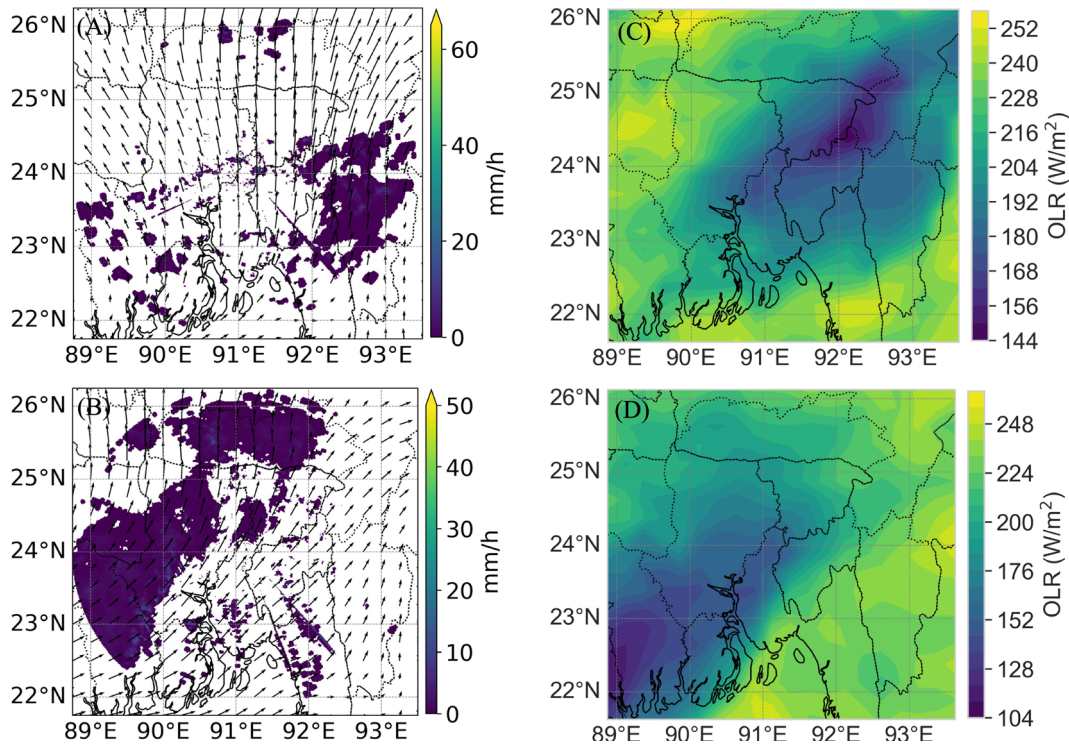 (A)
26°N
25°N
24°N
23°N
22°N
89°E 90°E 91°E 92°E 93°E
60
40
20
0
mm/h
(C)
26°N
25°N
24°N
23°N
22°N
89°E 90°E 91°E 92°E 93°E
252
240
228
216
204
192
180
168
156
144
OLR (W/m²)
(B)
26°N
25°N
24°N
23°N
22°N
89°E 90°E 91°E 92°E 93°E
50
40
30
20
10
0
mm/h
(D)
26°N
25°N
24°N
23°N
22°N
89°E 90°E 91°E 92°E 93°E
248
224
200
176
152
128
104
OLR (W/m²)